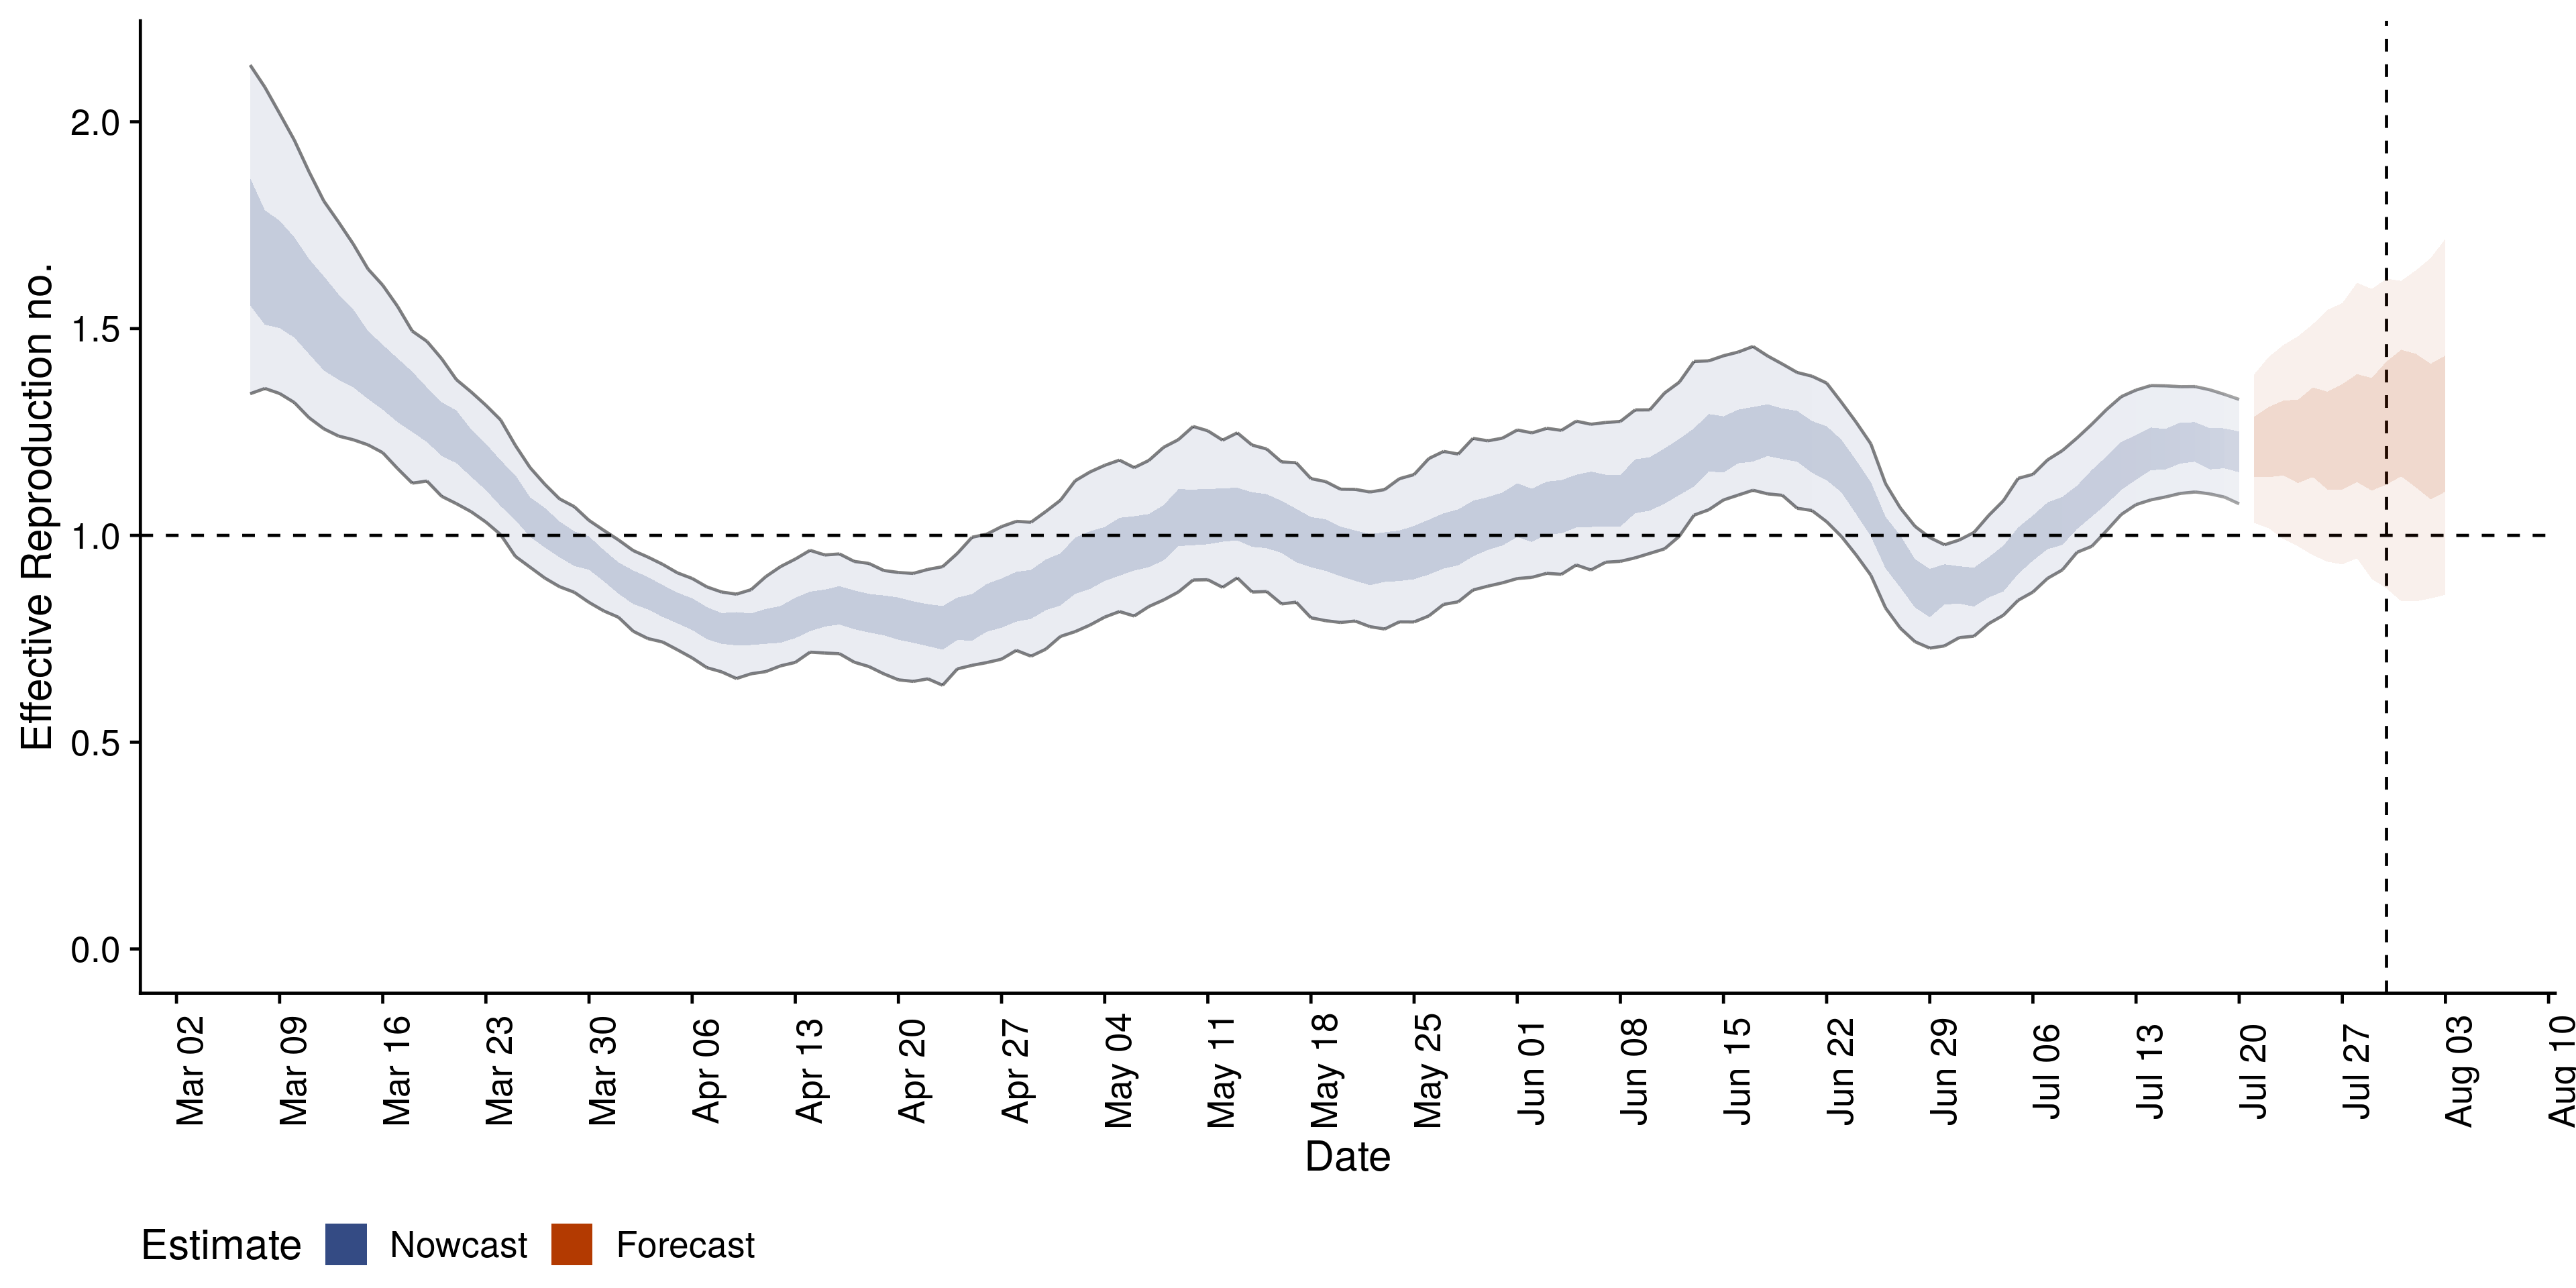 Effective Reproduction no.
2.0
1.5
1.0
0.5
0.0
Mar 02
Mar 09
Mar 16
Mar 23
Mar 30
Apr 06
Apr 13
Apr 20
Apr 27
May 04
May 11
May 18
May 25
Jun 01
Jun 08
Jun 15
Jun 22
Jun 29
Jul 06
Jul 13
Jul 20
Jul 27
Aug 03
Aug 10
Date
Estimate Nowcast Forecast